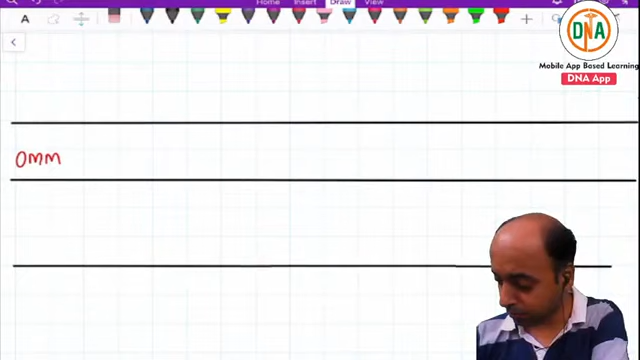 Home Insert Draw View
A
DNA
Mobile App Based Learning
DNA App
OMM